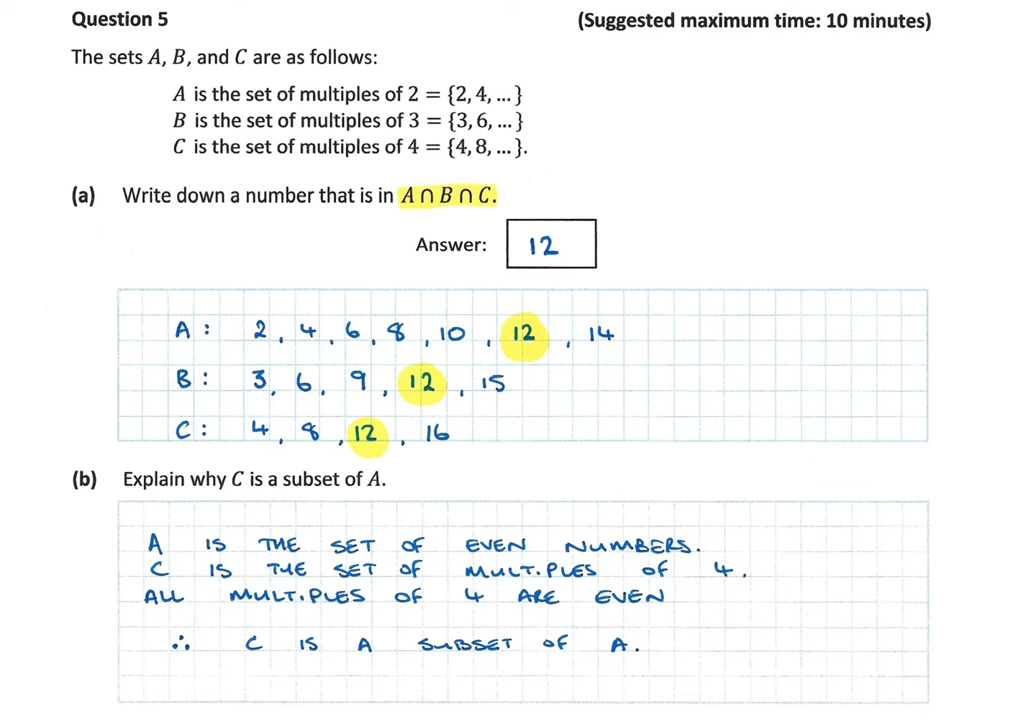 Question 5 (Suggested maximum time: 10 minutes)
The sets A, B, and C are as follows:
A is the set of multiples of 2 = {2, 4, ... }
B is the set of multiples of 3 = {3, 6, ... }
C is the set of multiples of 4 = {4, 8, ... }.
(a) Write down a number that is in A ∩ B ∩ C.
Answer: 12
A : 2 , 4 , 6 , 8 , 10 , 12 , 14
B : 3 , 6 , 9 , 12 , 15
C : 4 , 8 , 12 , 16
(b) Explain why C is a subset of A.
A IS THE SET OF EVEN NUMBERS.
C IS THE SET OF MULTIPLES OF 4.
ALL MULTIPLES OF 4 ARE EVEN
∴ C IS A SUBSET OF A.